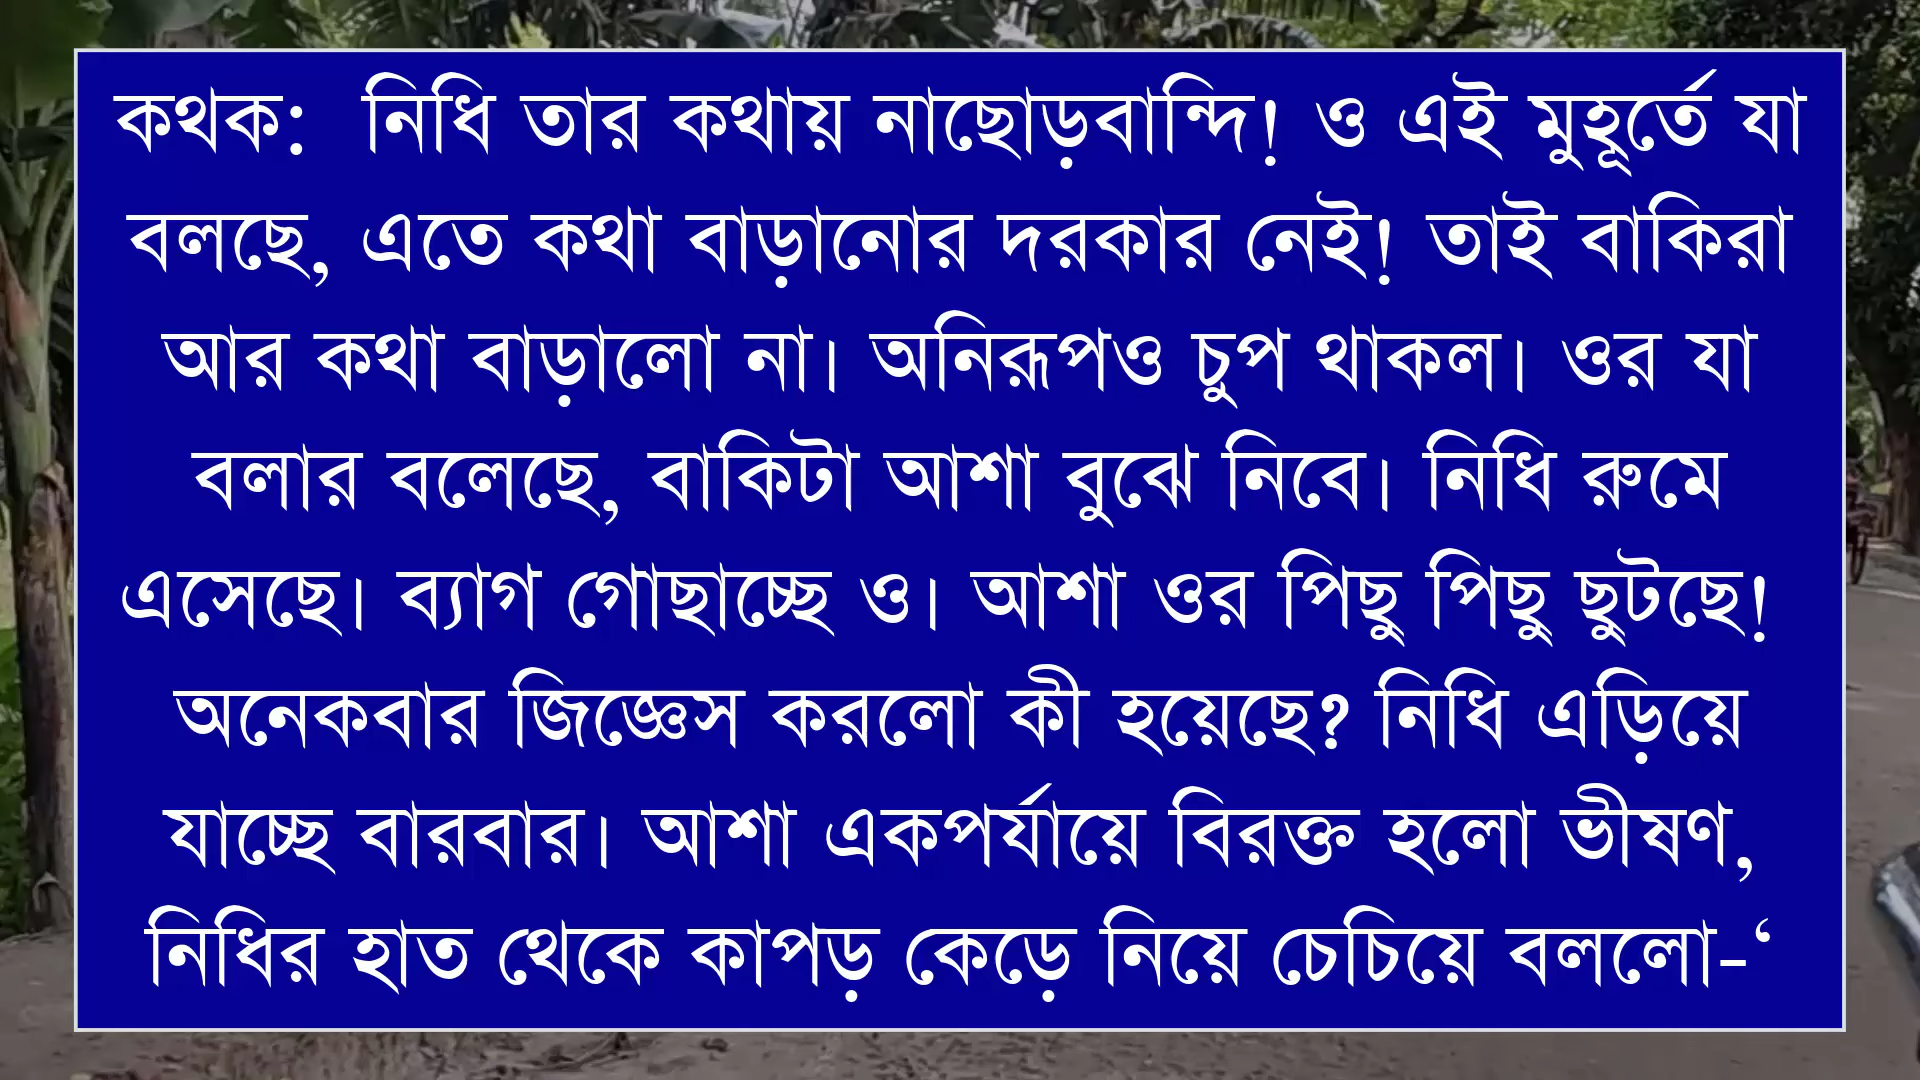 কথক:  নিধি তার কথায় নাছোড়বান্দি! ও এই মুহূর্তে যা
বলছে, এতে কথা বাড়ানোর দরকার নেই! তাই বাকিরা
আর কথা বাড়ালো না। অনিরূপও চুপ থাকল। ওর যা
বলার বলেছে, বাকিটা আশা বুঝে নিবে। নিধি রুমে
এসেছে। ব্যাগ গোছাচ্ছে ও। আশা ওর পিছু পিছু ছুটছে!
অনেকবার জিজ্ঞেস করলো কী হয়েছে? নিধি এড়িয়ে
যাচ্ছে বারবার। আশা একপর্যায়ে বিরক্ত হলো ভীষণ,
নিধির হাত থেকে কাপড় কেড়ে নিয়ে চেচিয়ে বললো-‘